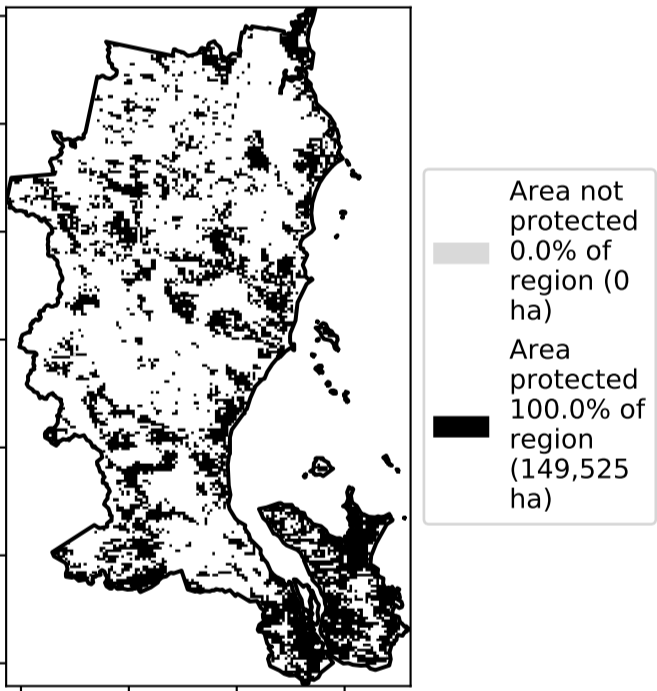 Area not
protected
0.0% of
region (0
ha)
Area
protected
100.0% of
region
(149,525
ha)